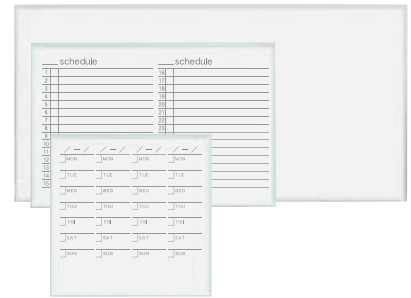 schedule schedule
1 16
2 17
3 18
4 19
5 20
6 21
7 22
8 23
9
10
11
12
13
14
15
/ – / / – / / – / / – /
MON MON MON MON
TUE TUE TUE TUE
WED WED WED WED
THU THU THU THU
FRI FRI FRI FRI
SAT SAT SAT SAT
SUN SUN SUN SUN